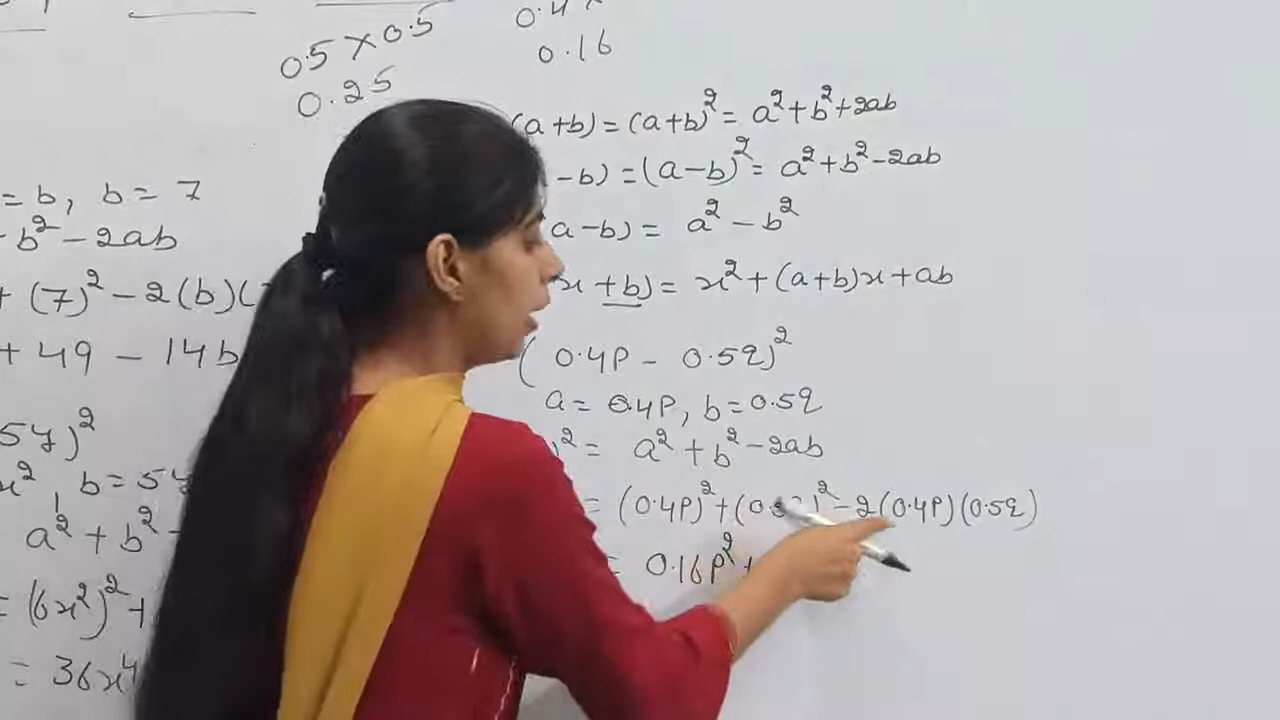 0.5 × 0.5
0.25
0.4 ×
0.16
= b, b = 7
b² - 2ab
+ (7)² - 2(b)(
+ 49 - 14b
5y)²
x², b = 5y
a² + b² -
= (6x²)² +
= 36x⁴
(a+b) = (a+b)² = a² + b² + 2ab
-b) = (a-b)² = a² + b² - 2ab
a-b) = a² - b²
x + b) = x² + (a+b)x + ab
(0.4p - 0.5q)²
a = 0.4p, b = 0.5q
)² = a² + b² - 2ab
= (0.4p)² + (0. )² - 2(0.4p)(0.5q)
= 0.16p² +